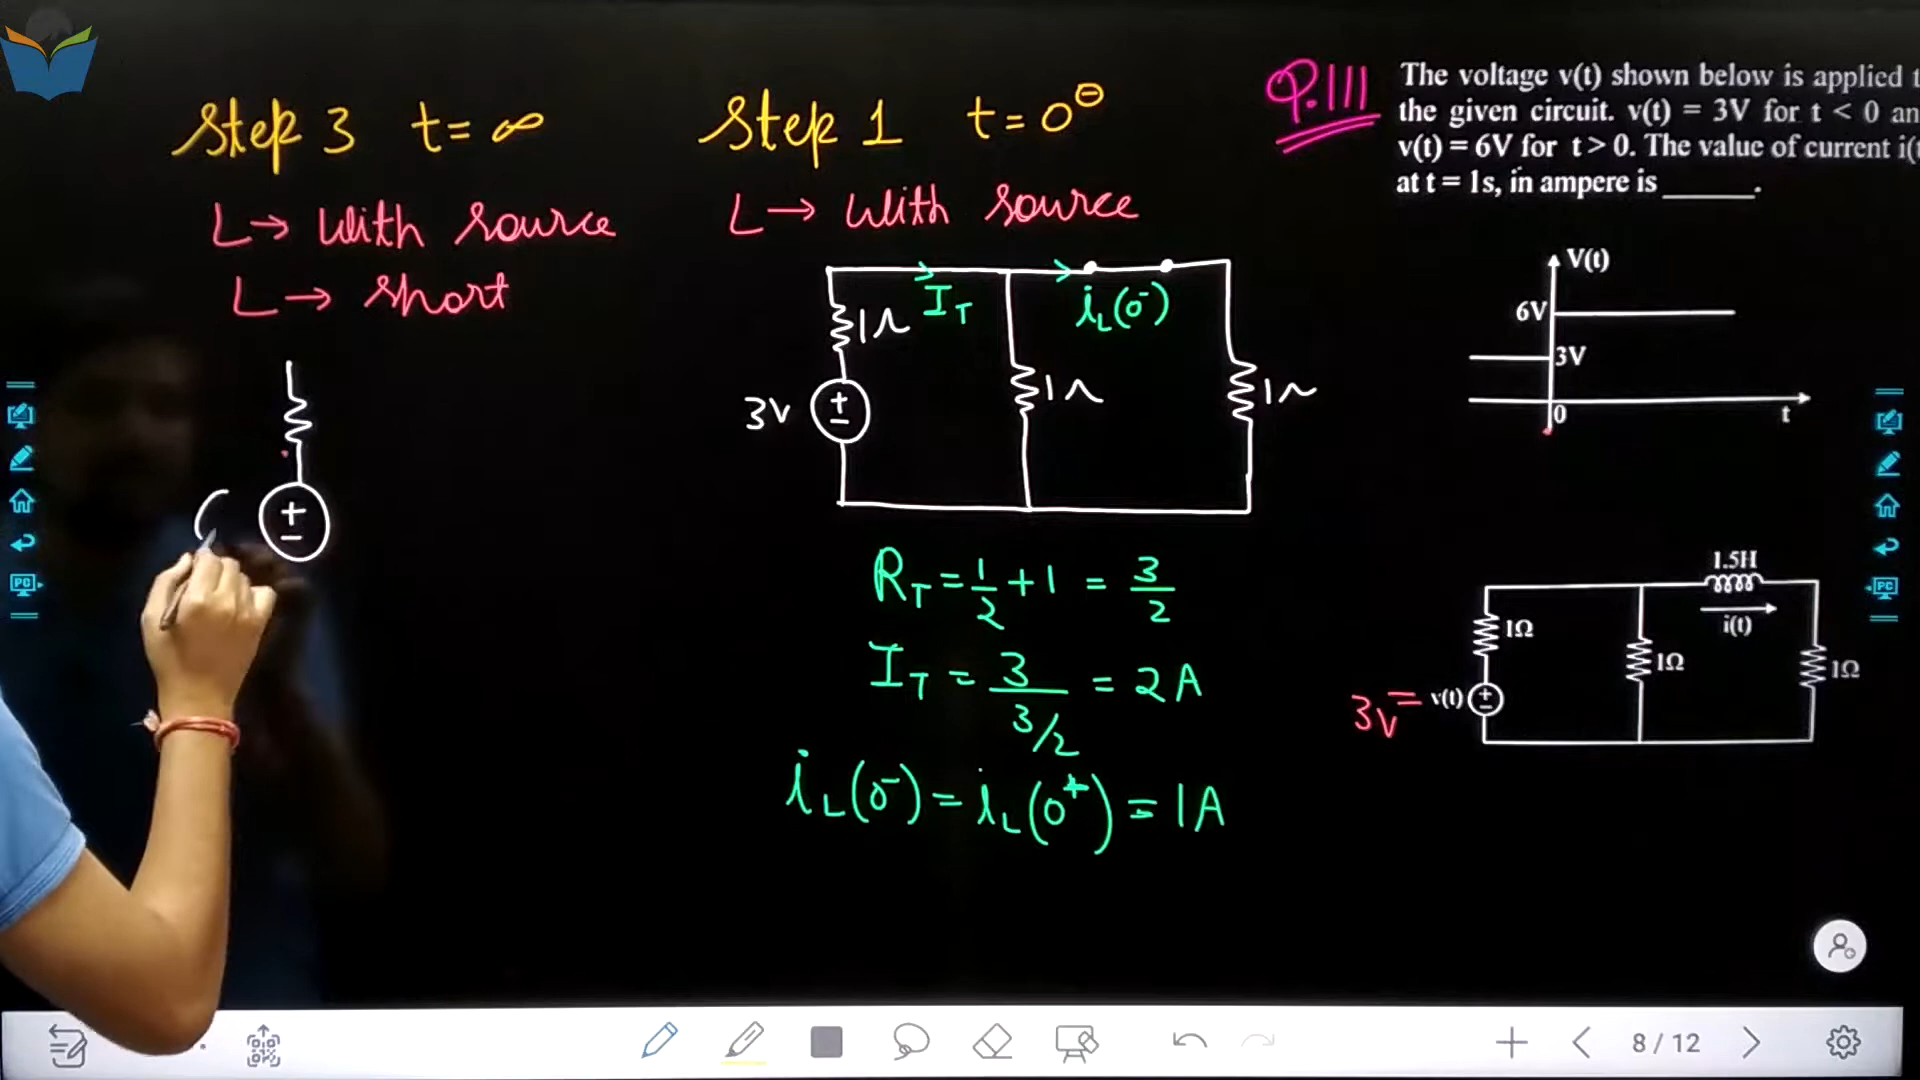 Step 3 t = ∞
L → With source
L → Short
Step 1 t = 0⊖
L → With source
I_T
i_L(0⁻)
1Ω
3V
+
−
1Ω
1Ω
R_T = 1/2 + 1 = 3/2
I_T = 3/(3/2) = 2A
i_L(0⁻) = i_L(0⁺) = 1A
Q.111
The voltage v(t) shown below is applied t
the given circuit. v(t) = 3V for t < 0 an
v(t) = 6V for t > 0. The value of current i(t
at t = 1s, in ampere is ______.
V(t)
6V
3V
0
t
1.5H
i(t)
1Ω
1Ω
1Ω
3V = v(t)
+
−
+
−
PC
PC
8 / 12